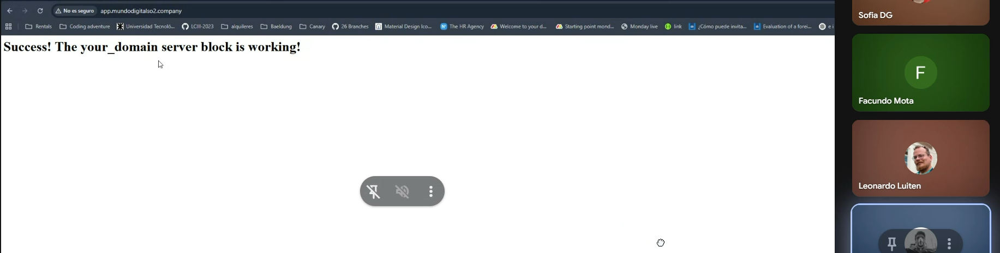 No es seguro app.mundodigitalso2.company
Rentals Coding adventure Universidad Tecnoló... LCIII-2023 alquileres Baeldung Canary 26 Branches Material Design Ico... The HR Agency Welcome to your d... Starting point mond... Monday live link ¿Cómo puede invita... Evaluation of a forei... e i
Success! The your_domain server block is working!
Sofia DG
F
Facundo Mota
Leonardo Luiten